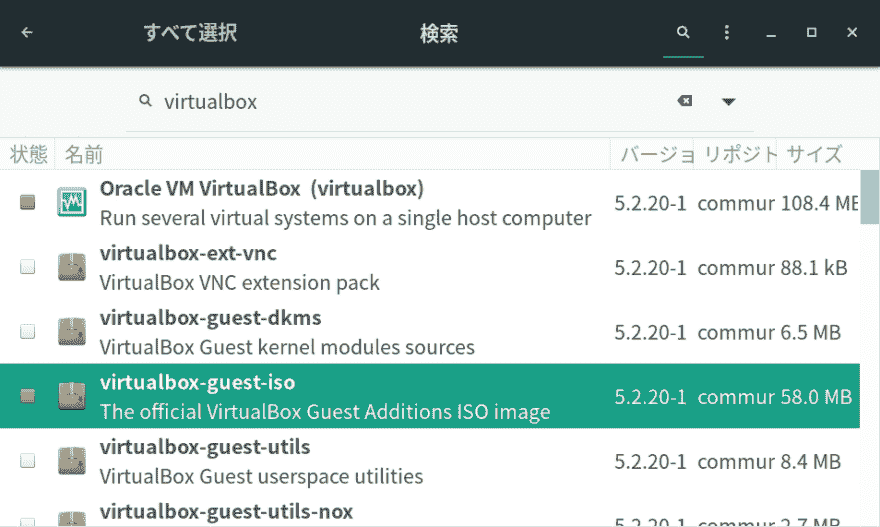 すべて選択 検索
virtualbox
状態 名前 バージョ リポジト サイズ
Oracle VM VirtualBox (virtualbox)
Run several virtual systems on a single host computer
5.2.20-1 commur 108.4 ME
virtualbox-ext-vnc
VirtualBox VNC extension pack
5.2.20-1 commur 88.1 kB
virtualbox-guest-dkms
VirtualBox Guest kernel modules sources
5.2.20-1 commur 6.5 MB
virtualbox-guest-iso
The official VirtualBox Guest Additions ISO image
5.2.20-1 commur 58.0 MB
virtualbox-guest-utils
VirtualBox Guest userspace utilities
5.2.20-1 commur 8.4 MB
virtualbox-guest-utils-nox
5.2.20-1 commur 2.7 MB